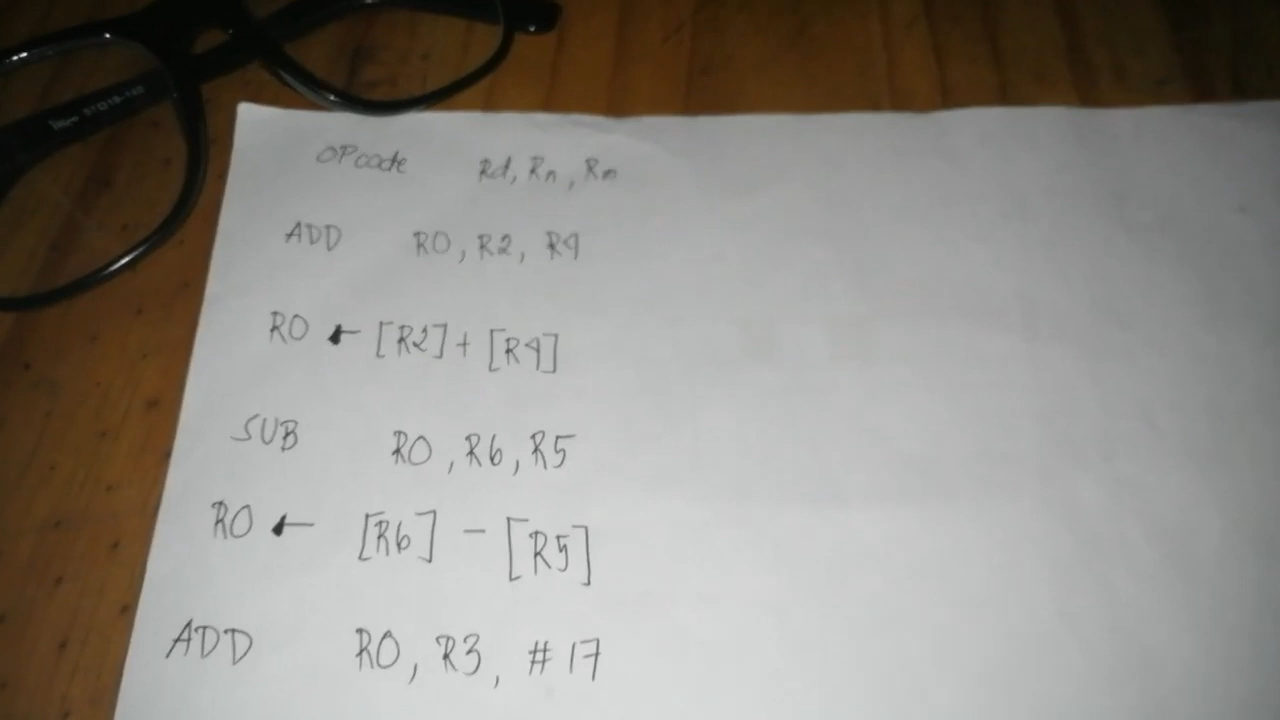 OPcode Rd, Rn, Rm
ADD R0, R2, R4
R0 ← [R2] + [R4]
SUB R0, R6, R5
R0 ← [R6] - [R5]
ADD R0, R3, #17